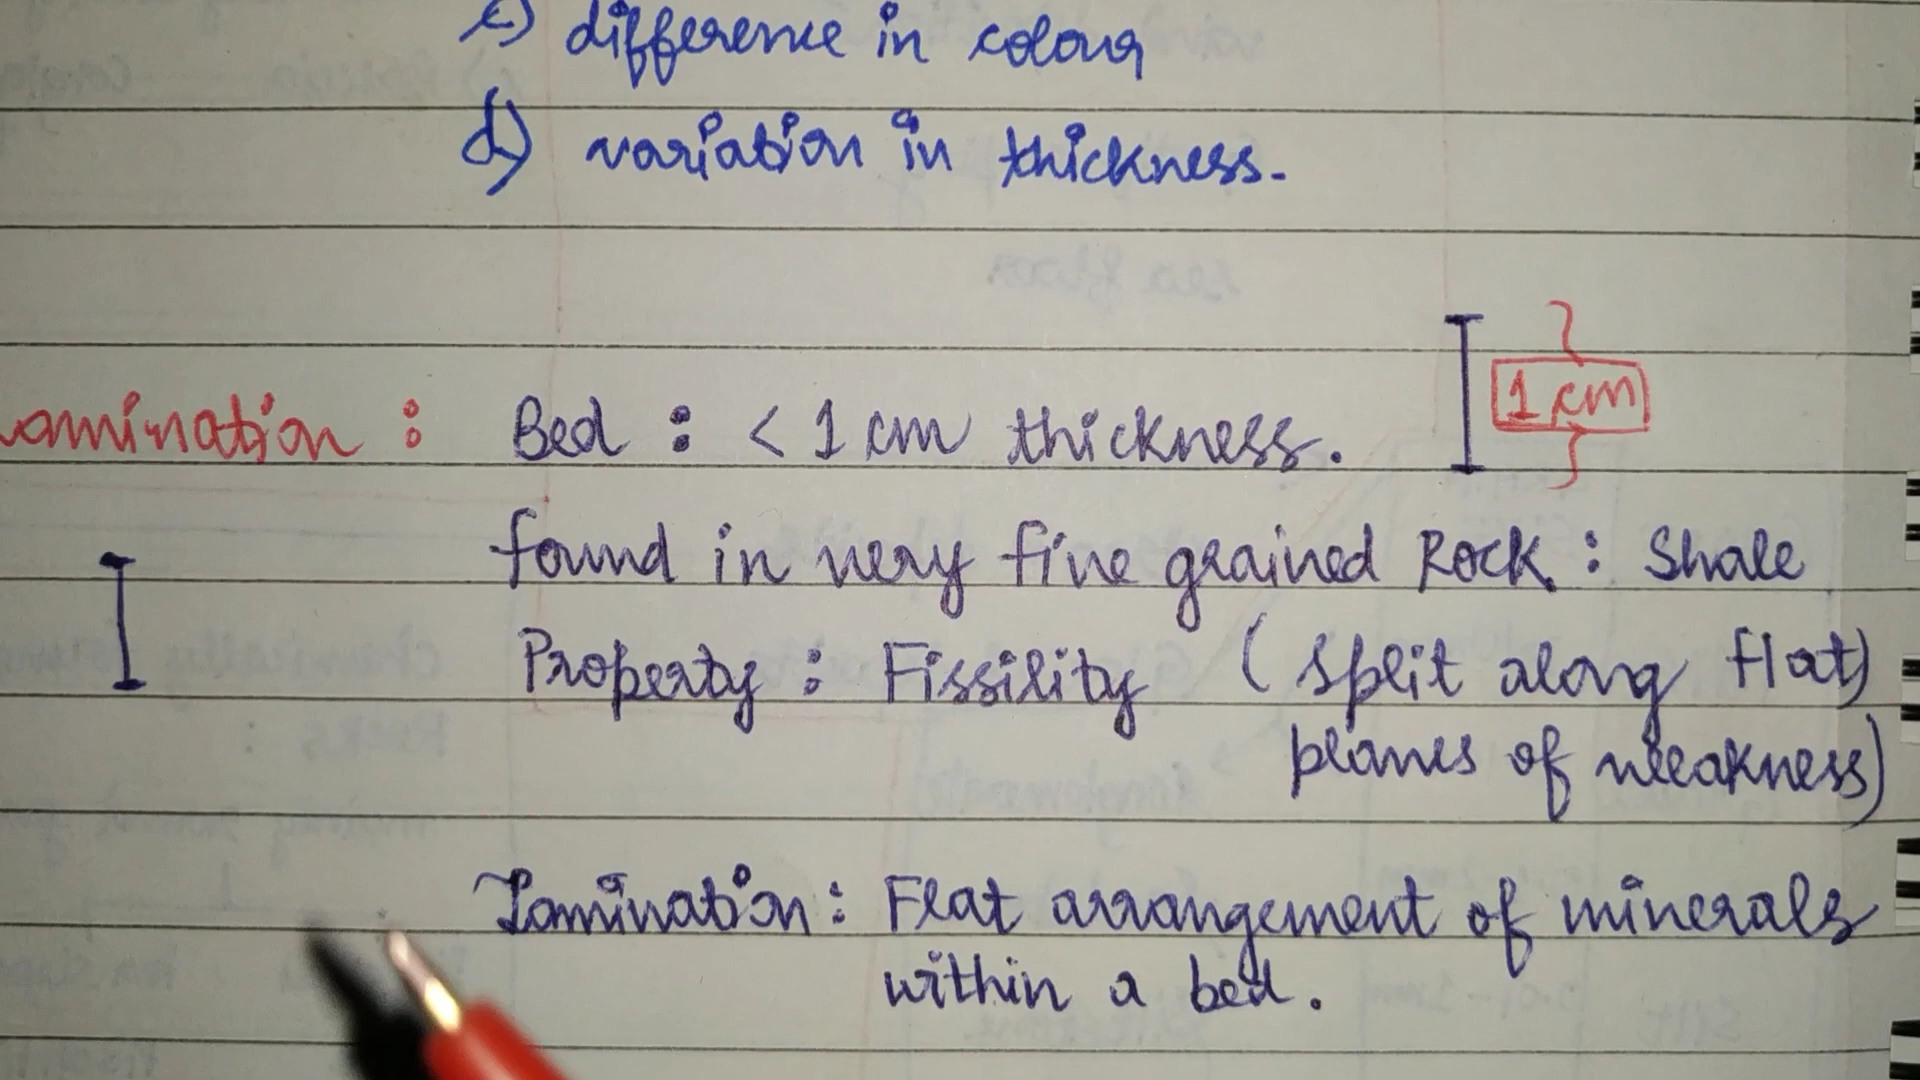 c) difference in colour
d) variation in thickness.
Lamination : Bed : < 1 cm thickness. 1 cm
found in very fine grained Rock : Shale
Property : Fissility (split along flat)
planes of weakness)
Lamination : Flat arrangement of minerals
within a bed.